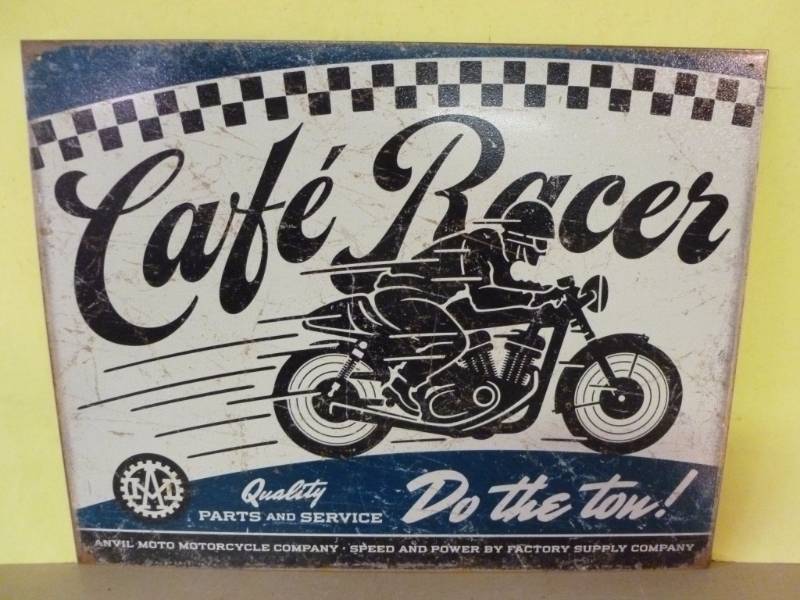 Café Racer
Quality
PARTS AND SERVICE
Do the ton!
ANVIL MOTO MOTORCYCLE COMPANY · SPEED AND POWER BY FACTORY SUPPLY COMPANY